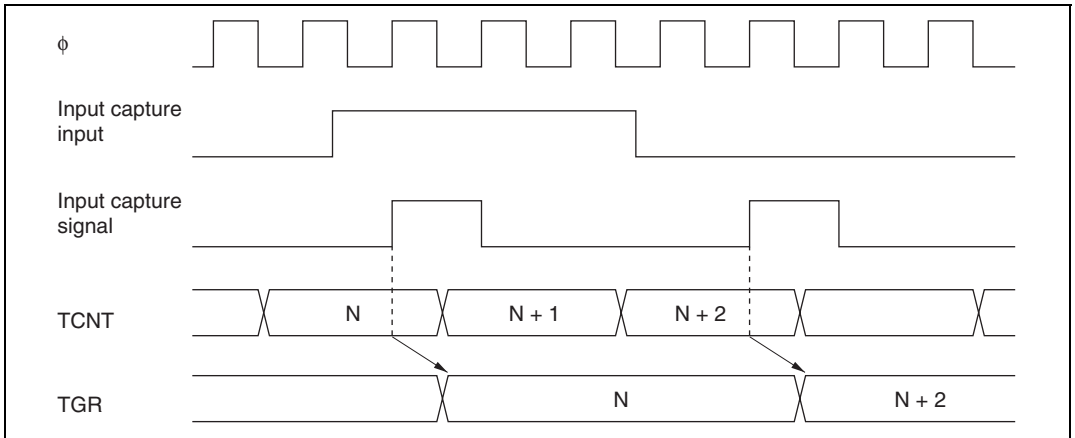 φ
Input capture
input
Input capture
signal
TCNT N N + 1 N + 2
TGR N N + 2